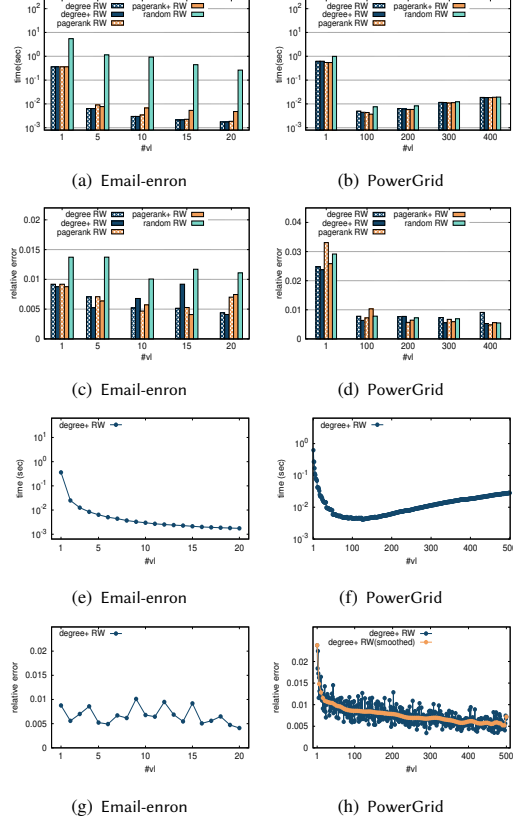 degree RW
degree+ RW
pagerank RW
pagerank+ RW
random RW
time(sec)
10^2
10^1
10^0
10^-1
10^-2
10^-3
1 5 10 15 20
#vl
(a) Email-enron
degree RW
degree+ RW
pagerank RW
pagerank+ RW
random RW
time(sec)
10^2
10^1
10^0
10^-1
10^-2
10^-3
1 100 200 300 400
#vl
(b) PowerGrid
degree RW
degree+ RW
pagerank RW
pagerank+ RW
random RW
relative error
0.02
0.015
0.01
0.005
0
1 5 10 15 20
#vl
(c) Email-enron
degree RW
degree+ RW
pagerank RW
pagerank+ RW
random RW
relative error
0.04
0.03
0.02
0.01
0
1 100 200 300 400
#vl
(d) PowerGrid
degree+ RW
time (sec)
10^1
10^0
10^-1
10^-2
10^-3
1 5 10 15 20
#vl
(e) Email-enron
degree+ RW
time (sec)
10^0
10^-1
10^-2
10^-3
1 100 200 300 400 500
#vl
(f) PowerGrid
degree+ RW
relative error
0.02
0.015
0.01
0.005
0
1 5 10 15 20
#vl
(g) Email-enron
degree+ RW
degree+ RW(smoothed)
relative error
0.02
0.015
0.01
0.005
0
1 100 200 300 400 500
#vl
(h) PowerGrid